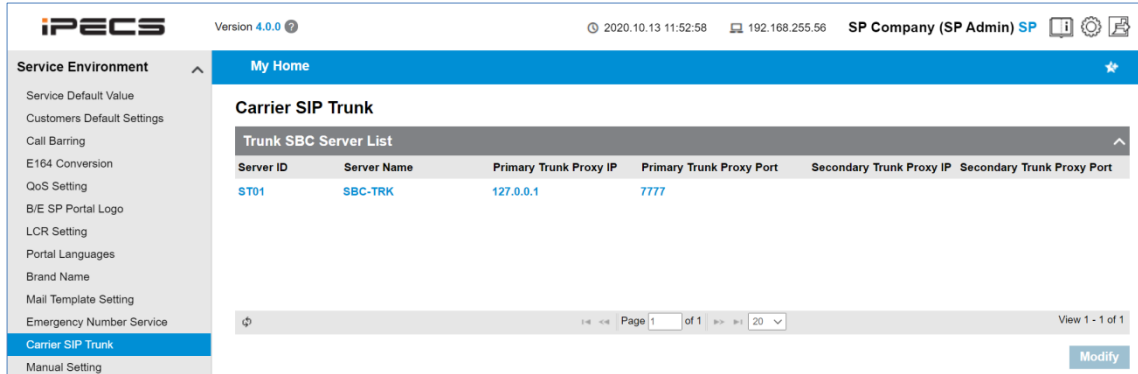 iPECS
Version 4.0.0 ?
2020.10.13 11:52:58 192.168.255.56 SP Company (SP Admin) SP
Service Environment
Service Default Value
Customers Default Settings
Call Barring
E164 Conversion
QoS Setting
B/E SP Portal Logo
LCR Setting
Portal Languages
Brand Name
Mail Template Setting
Emergency Number Service
Carrier SIP Trunk
Manual Setting
My Home
Carrier SIP Trunk
Trunk SBC Server List
Server ID Server Name Primary Trunk Proxy IP Primary Trunk Proxy Port Secondary Trunk Proxy IP Secondary Trunk Proxy Port
ST01 SBC-TRK 127.0.0.1 7777
Page 1 of 1 20 View 1 - 1 of 1
Modify